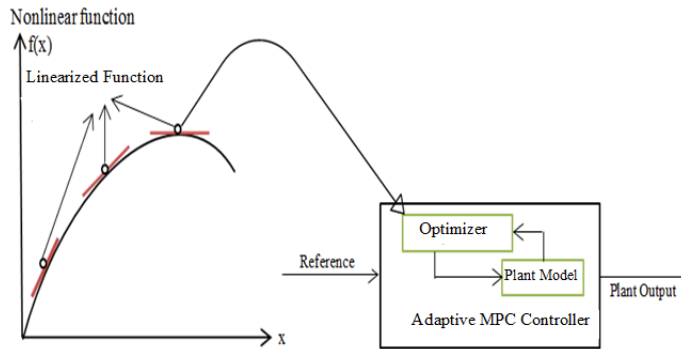 Nonlinear function
f(x)
Linearized Function
x
Reference
Optimizer
Plant Model
Adaptive MPC Controller
Plant Output